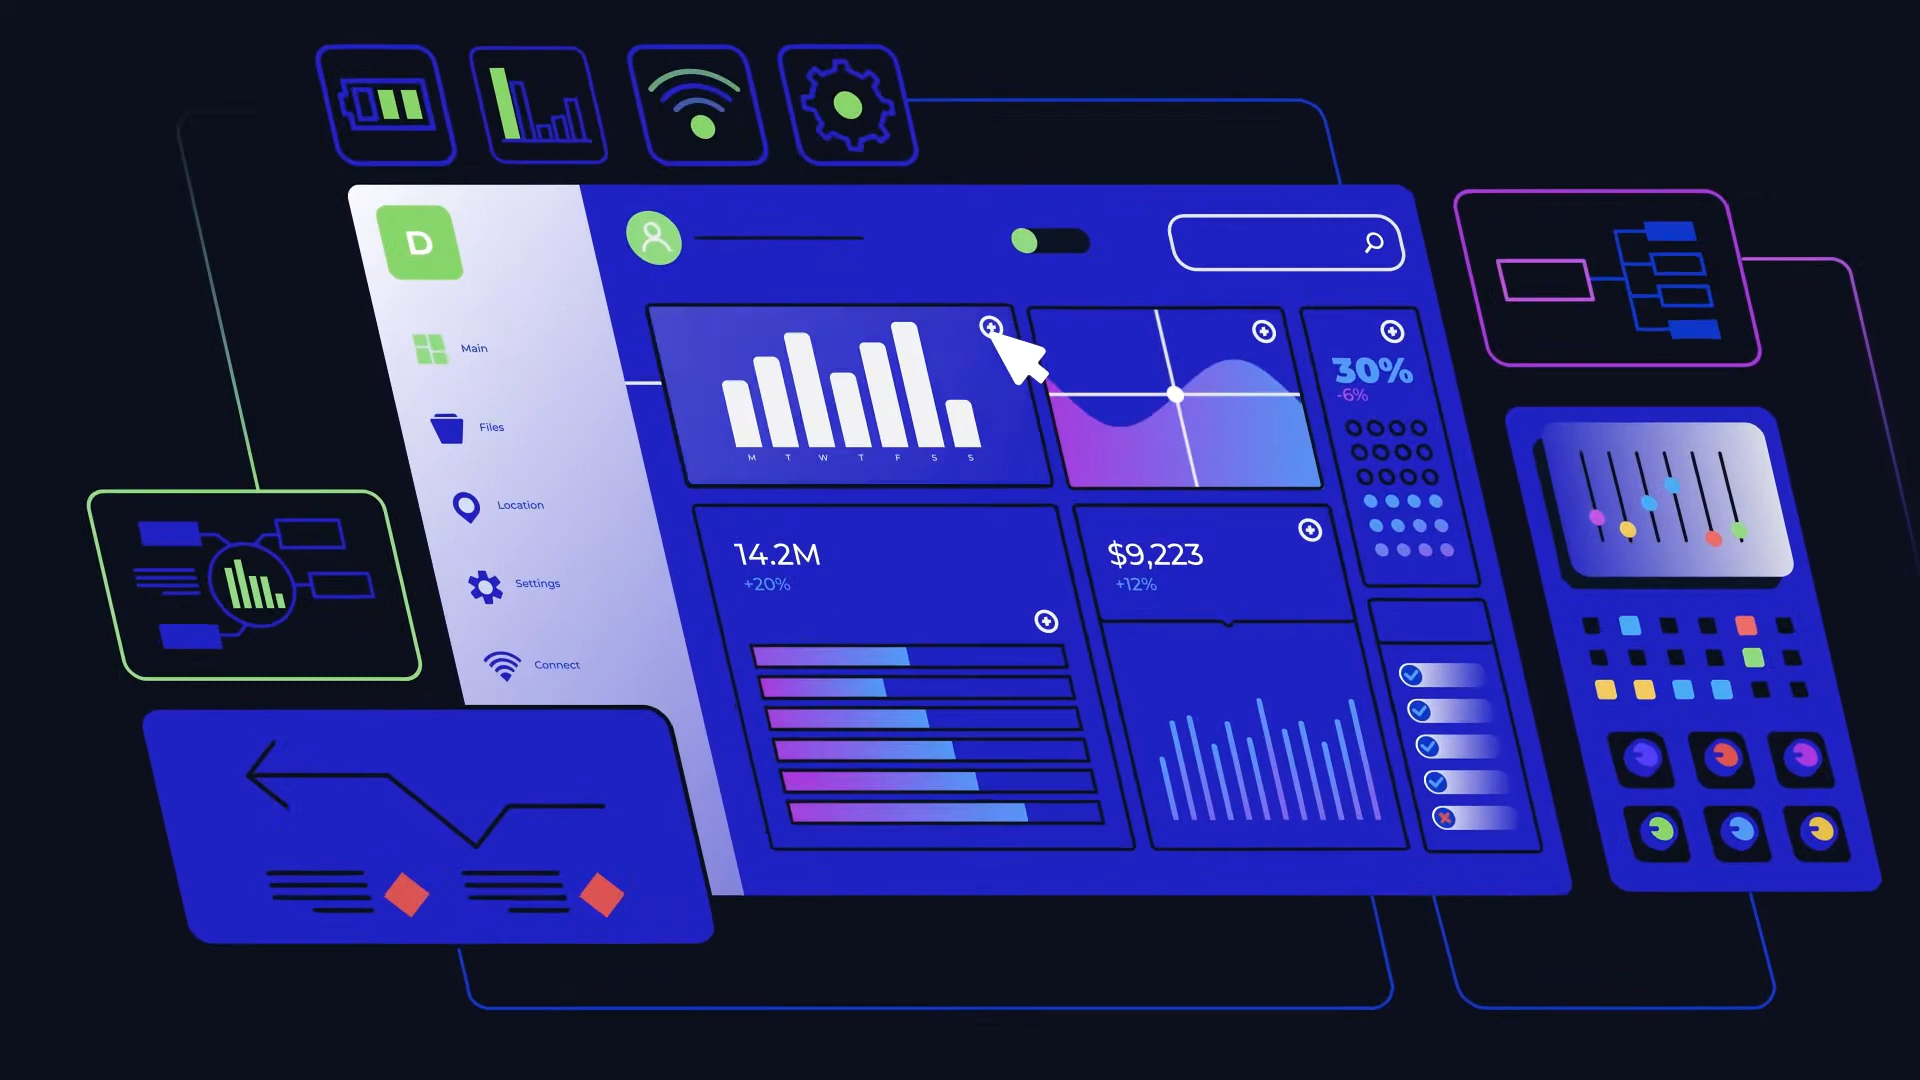 D
Main
Files
Location
Settings
Connect
M T W T F S S
30%
-6%
14.2M
+20%
$9,223
+12%